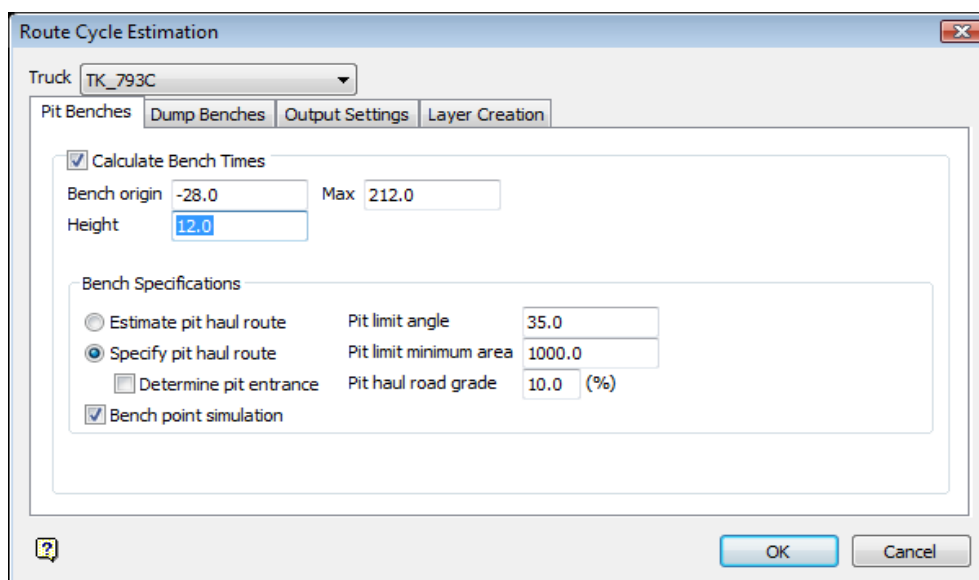 Route Cycle Estimation
Truck TK_793C
Pit Benches Dump Benches Output Settings Layer Creation
Calculate Bench Times
Bench origin -28.0 Max 212.0
Height 12.0
Bench Specifications
Estimate pit haul route Pit limit angle 35.0
Specify pit haul route Pit limit minimum area 1000.0
Determine pit entrance Pit haul road grade 10.0 (%)
Bench point simulation
? OK Cancel